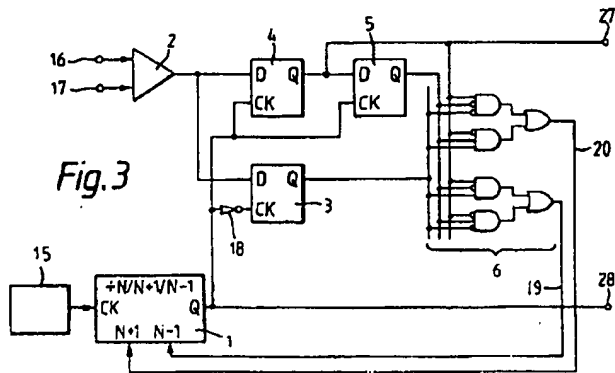 27
16
17
2
4
D Q
CK
5
D Q
CK
Fig.3
D Q
CK
3
18
20
6
19
15
÷N/N+1/N-1
CK Q
N+1 N-1
1
28